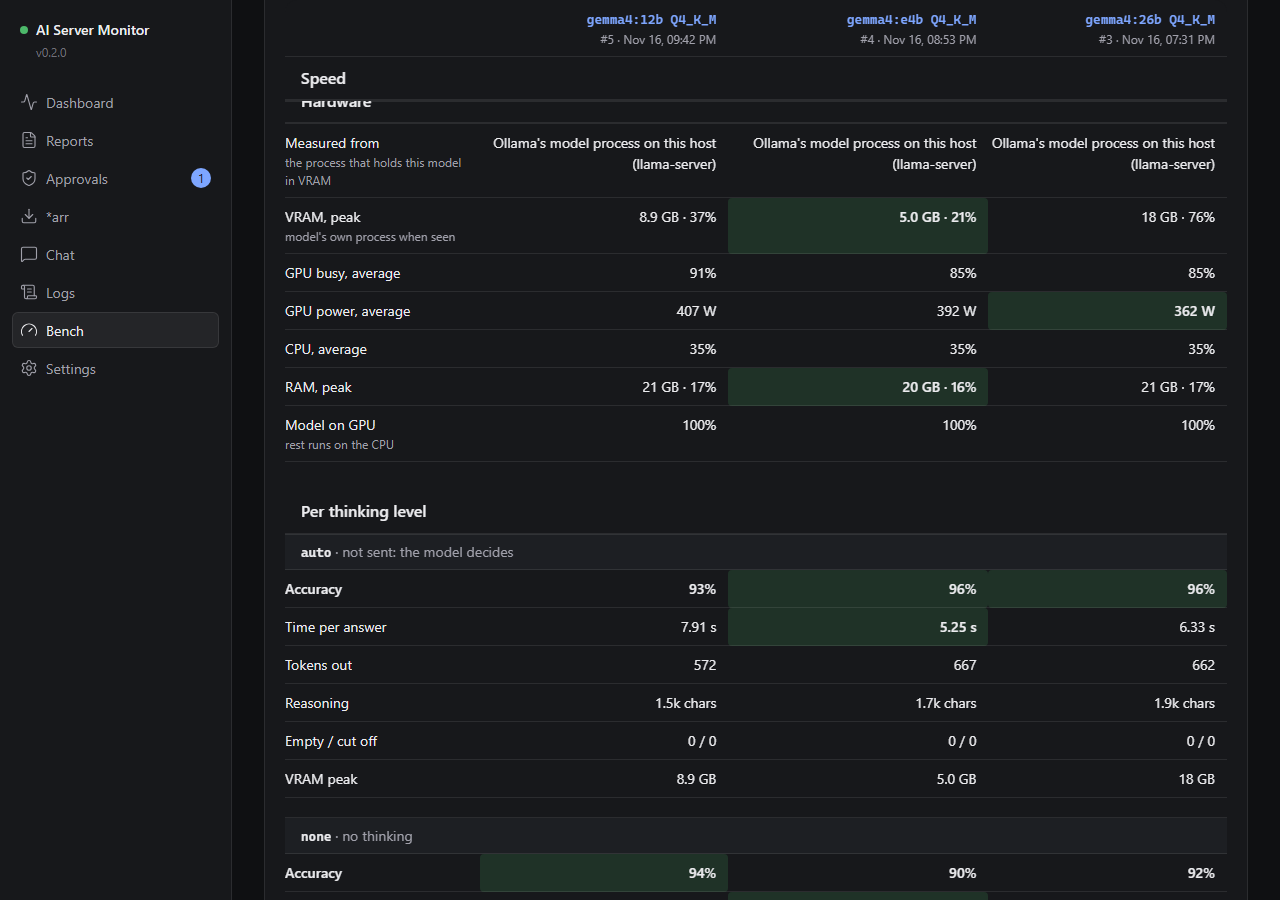 AI Server Monitor
v0.2.0
Dashboard
Reports
Approvals 1
*arr
Chat
Logs
Bench
Settings
gemma4:12b Q4_K_M gemma4:e4b Q4_K_M gemma4:26b Q4_K_M
#5 · Nov 16, 09:42 PM #4 · Nov 16, 08:53 PM #3 · Nov 16, 07:31 PM
Speed
Hardware
Measured from Ollama's model process on this host Ollama's model process on this host Ollama's model process on this host
the process that holds this model (llama-server) (llama-server) (llama-server)
in VRAM
VRAM, peak 8.9 GB · 37% 5.0 GB · 21% 18 GB · 76%
model's own process when seen
GPU busy, average 91% 85% 85%
GPU power, average 407 W 392 W 362 W
CPU, average 35% 35% 35%
RAM, peak 21 GB · 17% 20 GB · 16% 21 GB · 17%
Model on GPU 100% 100% 100%
rest runs on the CPU
Per thinking level
auto · not sent: the model decides
Accuracy 93% 96% 96%
Time per answer 7.91 s 5.25 s 6.33 s
Tokens out 572 667 662
Reasoning 1.5k chars 1.7k chars 1.9k chars
Empty / cut off 0 / 0 0 / 0 0 / 0
VRAM peak 8.9 GB 5.0 GB 18 GB
none · no thinking
Accuracy 94% 90% 92%